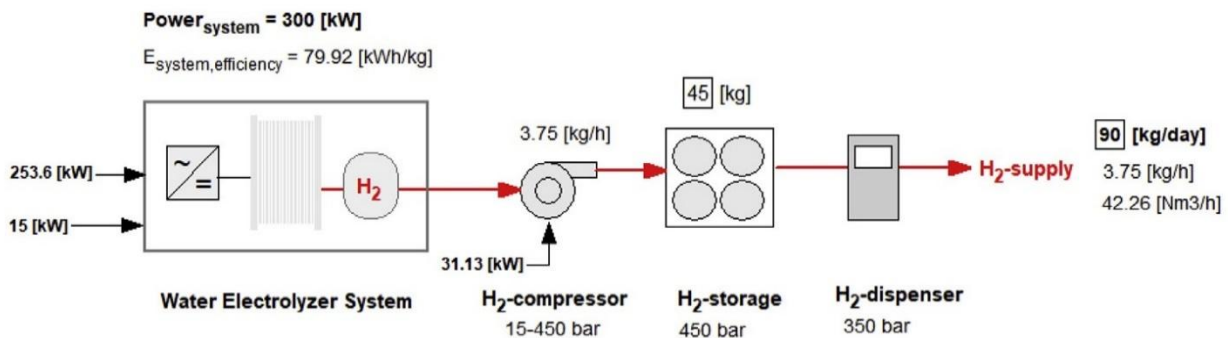 Power_system = 300 [kW]
E_system,efficiency = 79.92 [kWh/kg]
253.6 [kW]
15 [kW]
~
=
H₂
Water Electrolyzer System
3.75 [kg/h]
31.13 [kW]
H₂-compressor
15-450 bar
45 [kg]
H₂-storage
450 bar
H₂-dispenser
350 bar
H₂-supply
90 [kg/day]
3.75 [kg/h]
42.26 [Nm3/h]